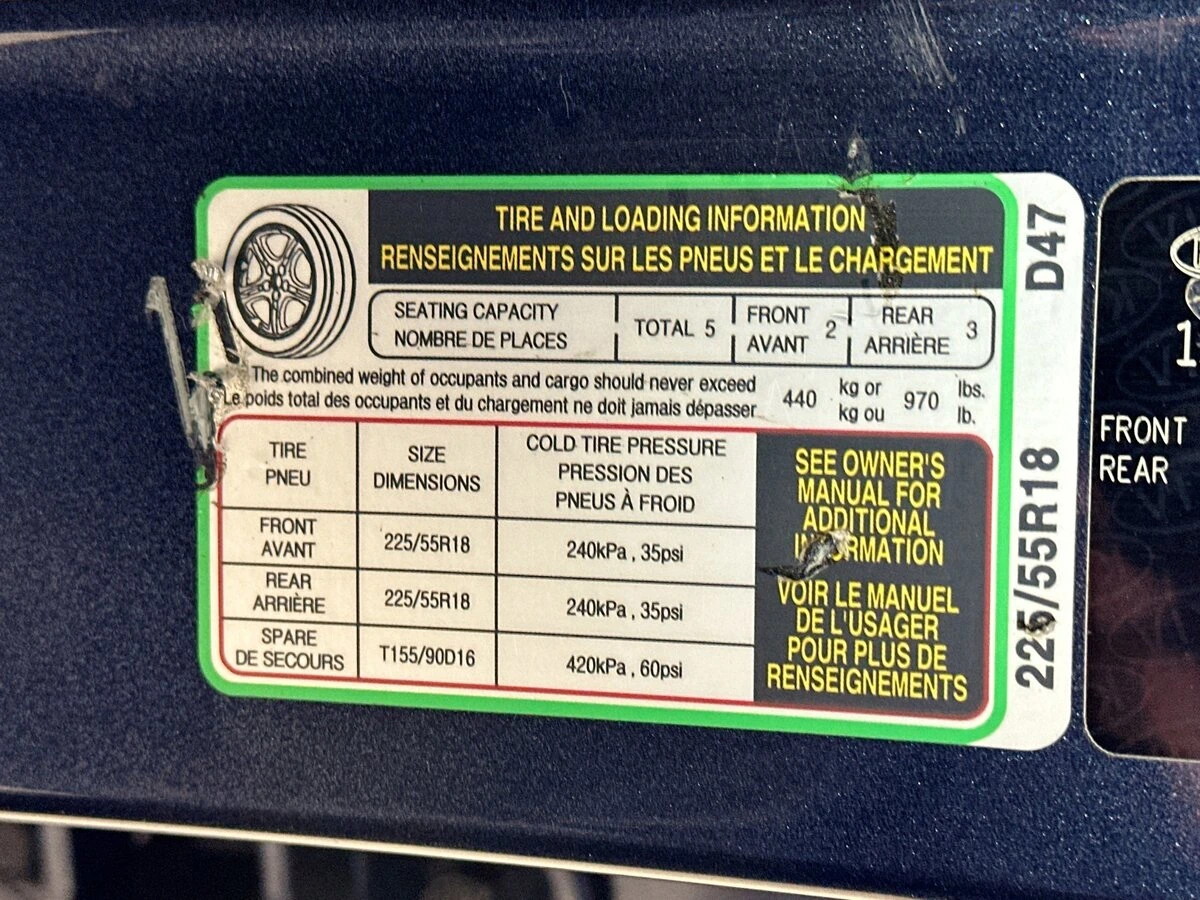 TIRE AND LOADING INFORMATION
RENSEIGNEMENTS SUR LES PNEUS ET LE CHARGEMENT
SEATING CAPACITY
NOMBRE DE PLACES
TOTAL 5
FRONT
AVANT
2
REAR
ARRIÈRE
3
The combined weight of occupants and cargo should never exceed
Le poids total des occupants et du chargement ne doit jamais dépasser
440
kg or
kg ou
970
lbs.
lb.
TIRE
PNEU
SIZE
DIMENSIONS
COLD TIRE PRESSURE
PRESSION DES
PNEUS À FROID
FRONT
AVANT
225/55R18
240kPa , 35psi
REAR
ARRIÈRE
225/55R18
240kPa , 35psi
SPARE
DE SECOURS
T155/90D16
420kPa , 60psi
SEE OWNER'S
MANUAL FOR
ADDITIONAL
INFORMATION
VOIR LE MANUEL
DE L'USAGER
POUR PLUS DE
RENSEIGNEMENTS
225/55R18 D47
FRONT
REAR